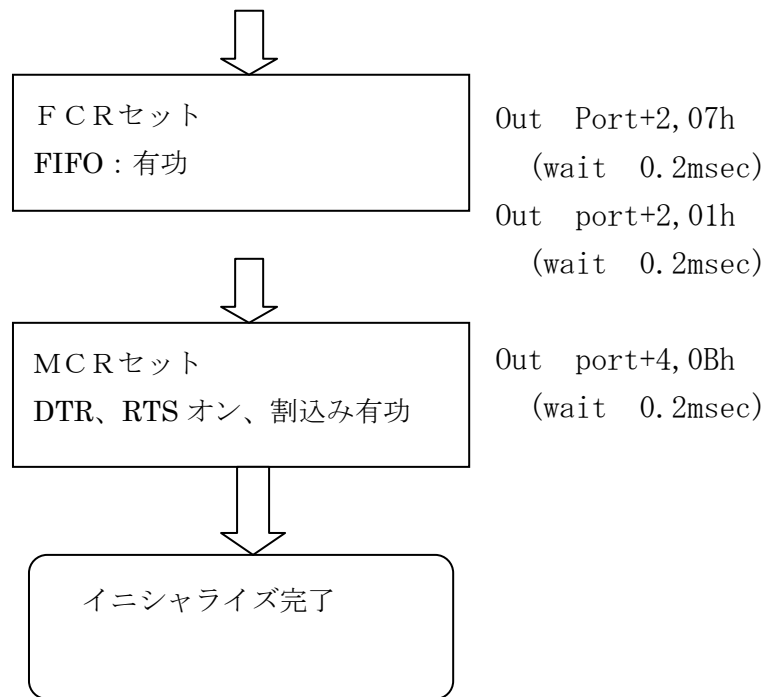 ＦＣＲセット
FIFO：有功
Out Port+2,07h
(wait 0.2msec)
Out port+2,01h
(wait 0.2msec)
ＭＣＲセット
DTR、RTS オン、割込み有功
Out port+4,0Bh
(wait 0.2msec)
イニシャライズ完了